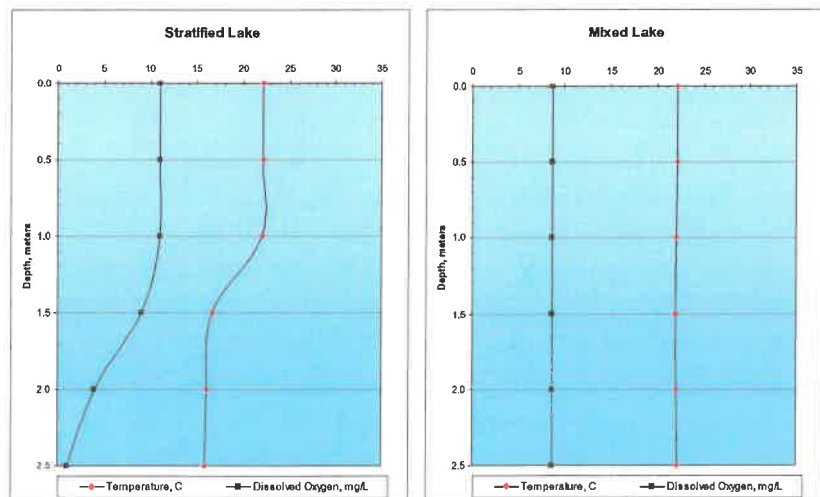 Stratified Lake
0 5 10 15 20 25 30 35
0.0
0.5
1.0
1.5
2.0
2.5
Depth, meters
Temperature, C Dissolved Oxygen, mg/L
Mixed Lake
0 5 10 15 20 25 30 35
0.0
0.5
1.0
1.5
2.0
2.5
Depth, meters
Temperature, C Dissolved Oxygen, mg/L